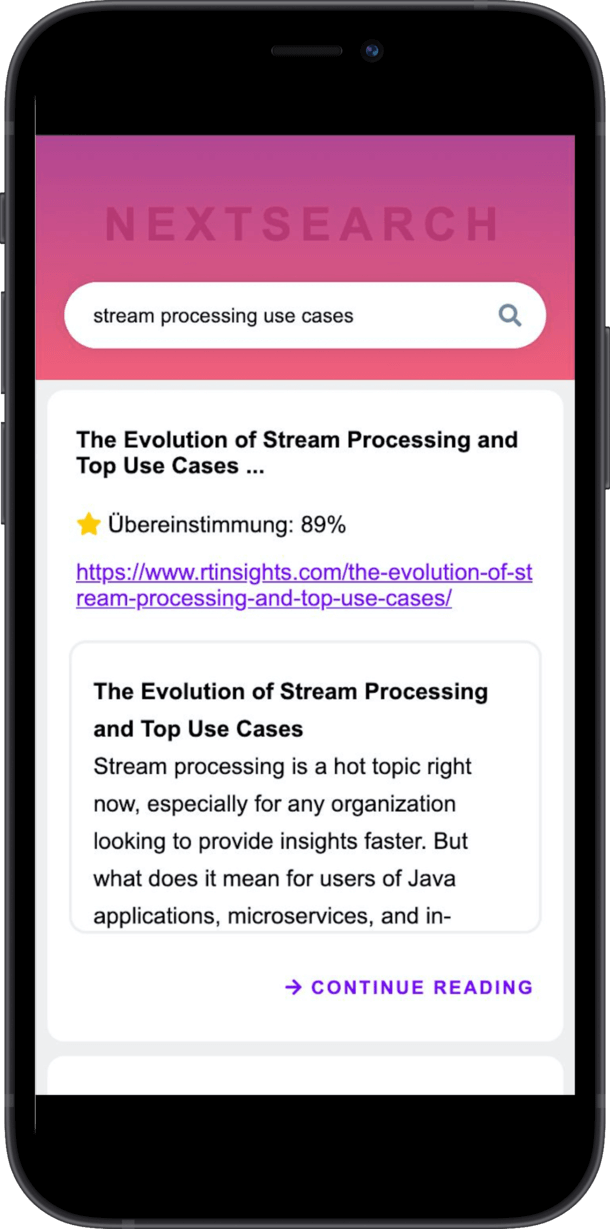 NEXTSEARCH
stream processing use cases
The Evolution of Stream Processing and
Top Use Cases ...
Übereinstimmung: 89%
https://www.rtinsights.com/the-evolution-of-st
ream-processing-and-top-use-cases/
The Evolution of Stream Processing
and Top Use Cases
Stream processing is a hot topic right
now, especially for any organization
looking to provide insights faster. But
what does it mean for users of Java
applications, microservices, and in-
→ CONTINUE READING